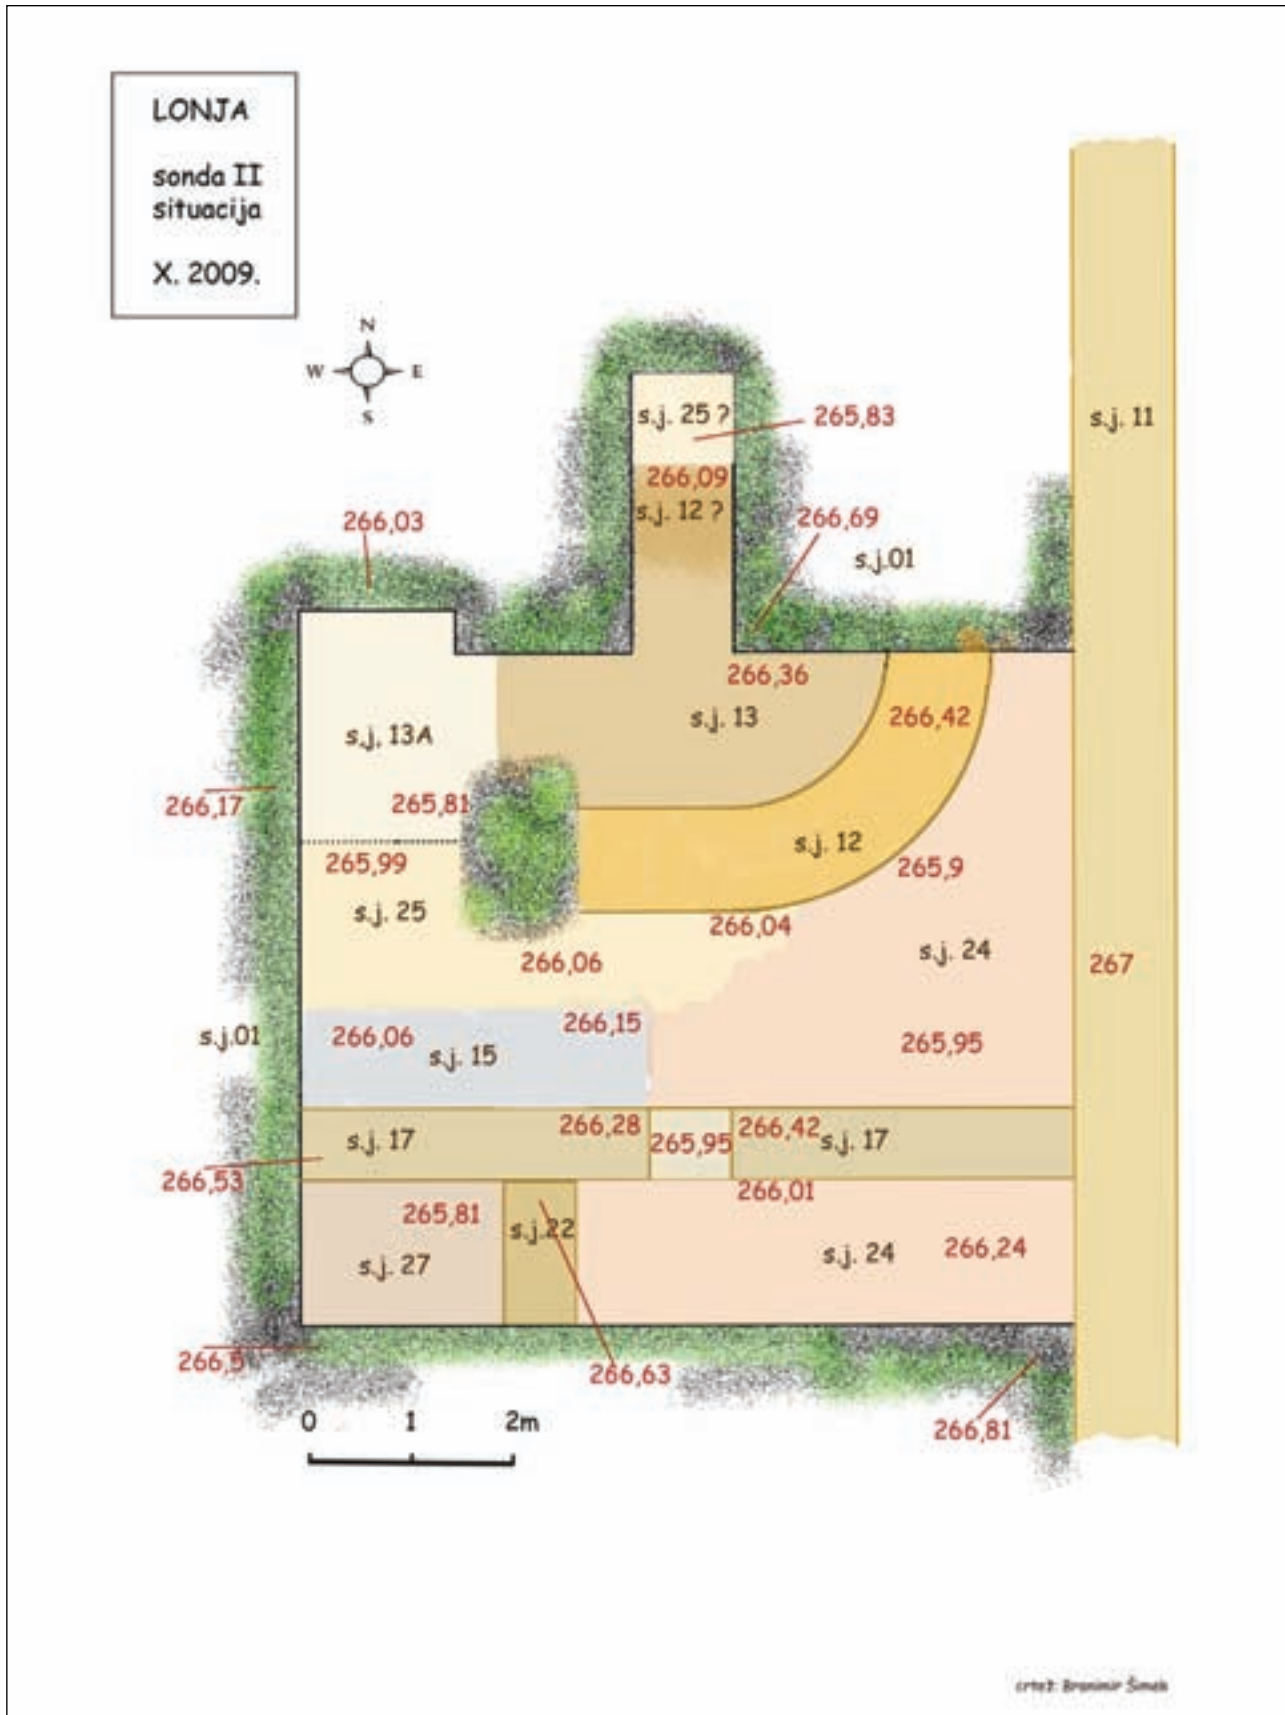 LONJA
sonda II
situacija
X. 2009.
N
W E
S
s.j. 25 ?
265,83
s.j. 11
266,09
s.j. 12 ?
266,03
266,69
s.j.01
266,36
s.j. 13
266,42
s.j, 13A
266,17
265,81
s.j. 12
265,99
265,9
s.j. 25
266,04
s.j. 24
266,06
267
s.j.01
266,06
266,15
s.j. 15
265,95
s.j. 17
266,28
265,95
266,42
s.j. 17
266,53
266,01
265,81
s.j.22
s.j. 27
s.j. 24
266,24
266,5
266,63
266,81
0 1 2m
crtež: Branimir Šimek